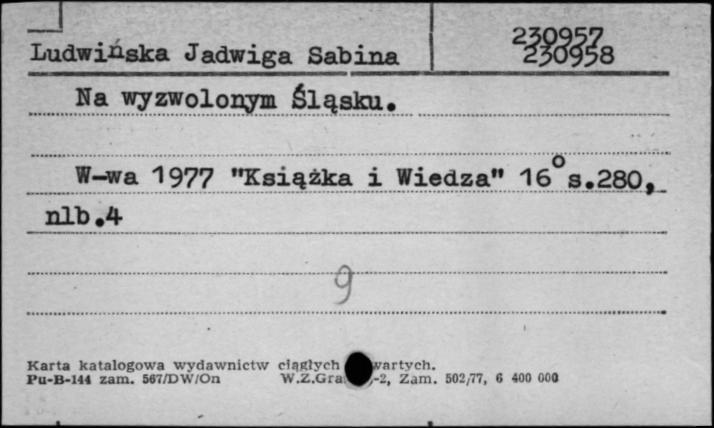 230957
Ludwińska Jadwiga Sabina 230958
Na wyzwolonym Śląsku.
W-wa 1977 "Książka i Wiedza" 16° s.280,
nlb.4
9
Karta katalogowa wydawnictw ciągłych
Pu-B-144 zam. 567/DW/On W.Z.Gra -2, Zam. 502/77, 6 400 000